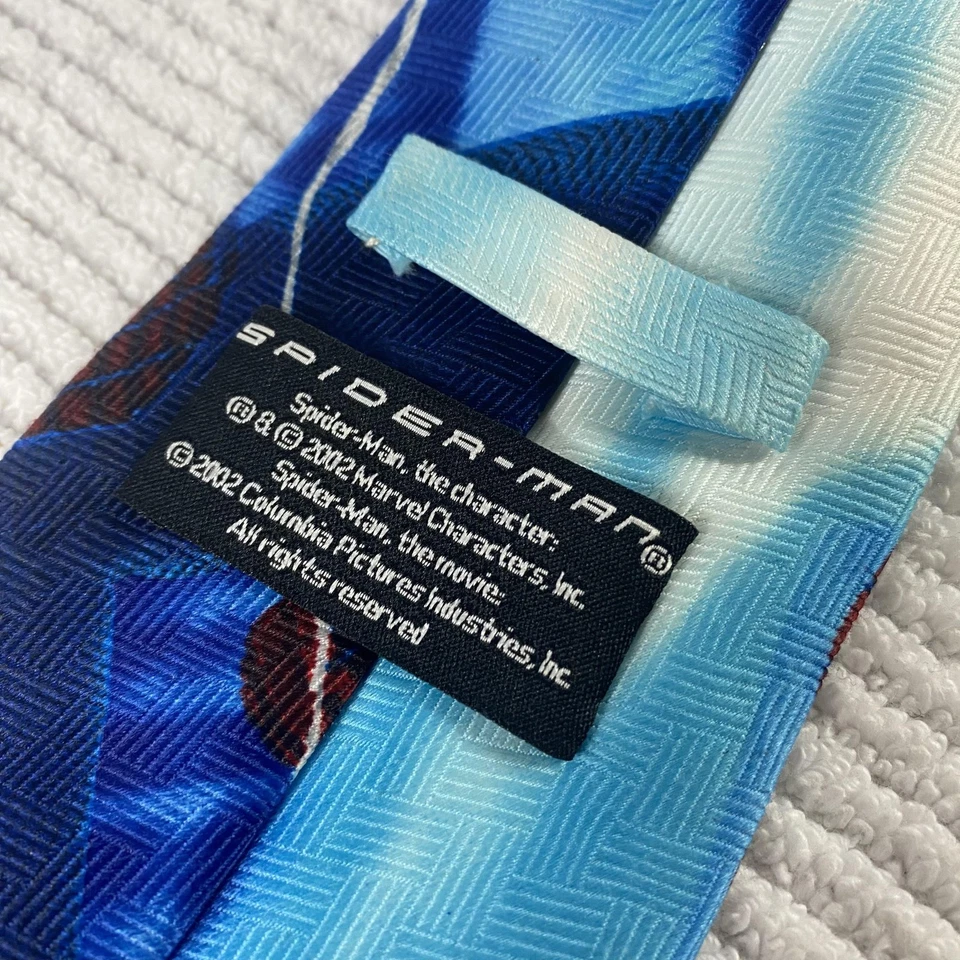 SPIDER-MAN®
Spider-Man, the character:
® & © 2002 Marvel Characters, Inc.
Spider-Man, the movie:
© 2002 Columbia Pictures Industries, Inc.
All rights reserved